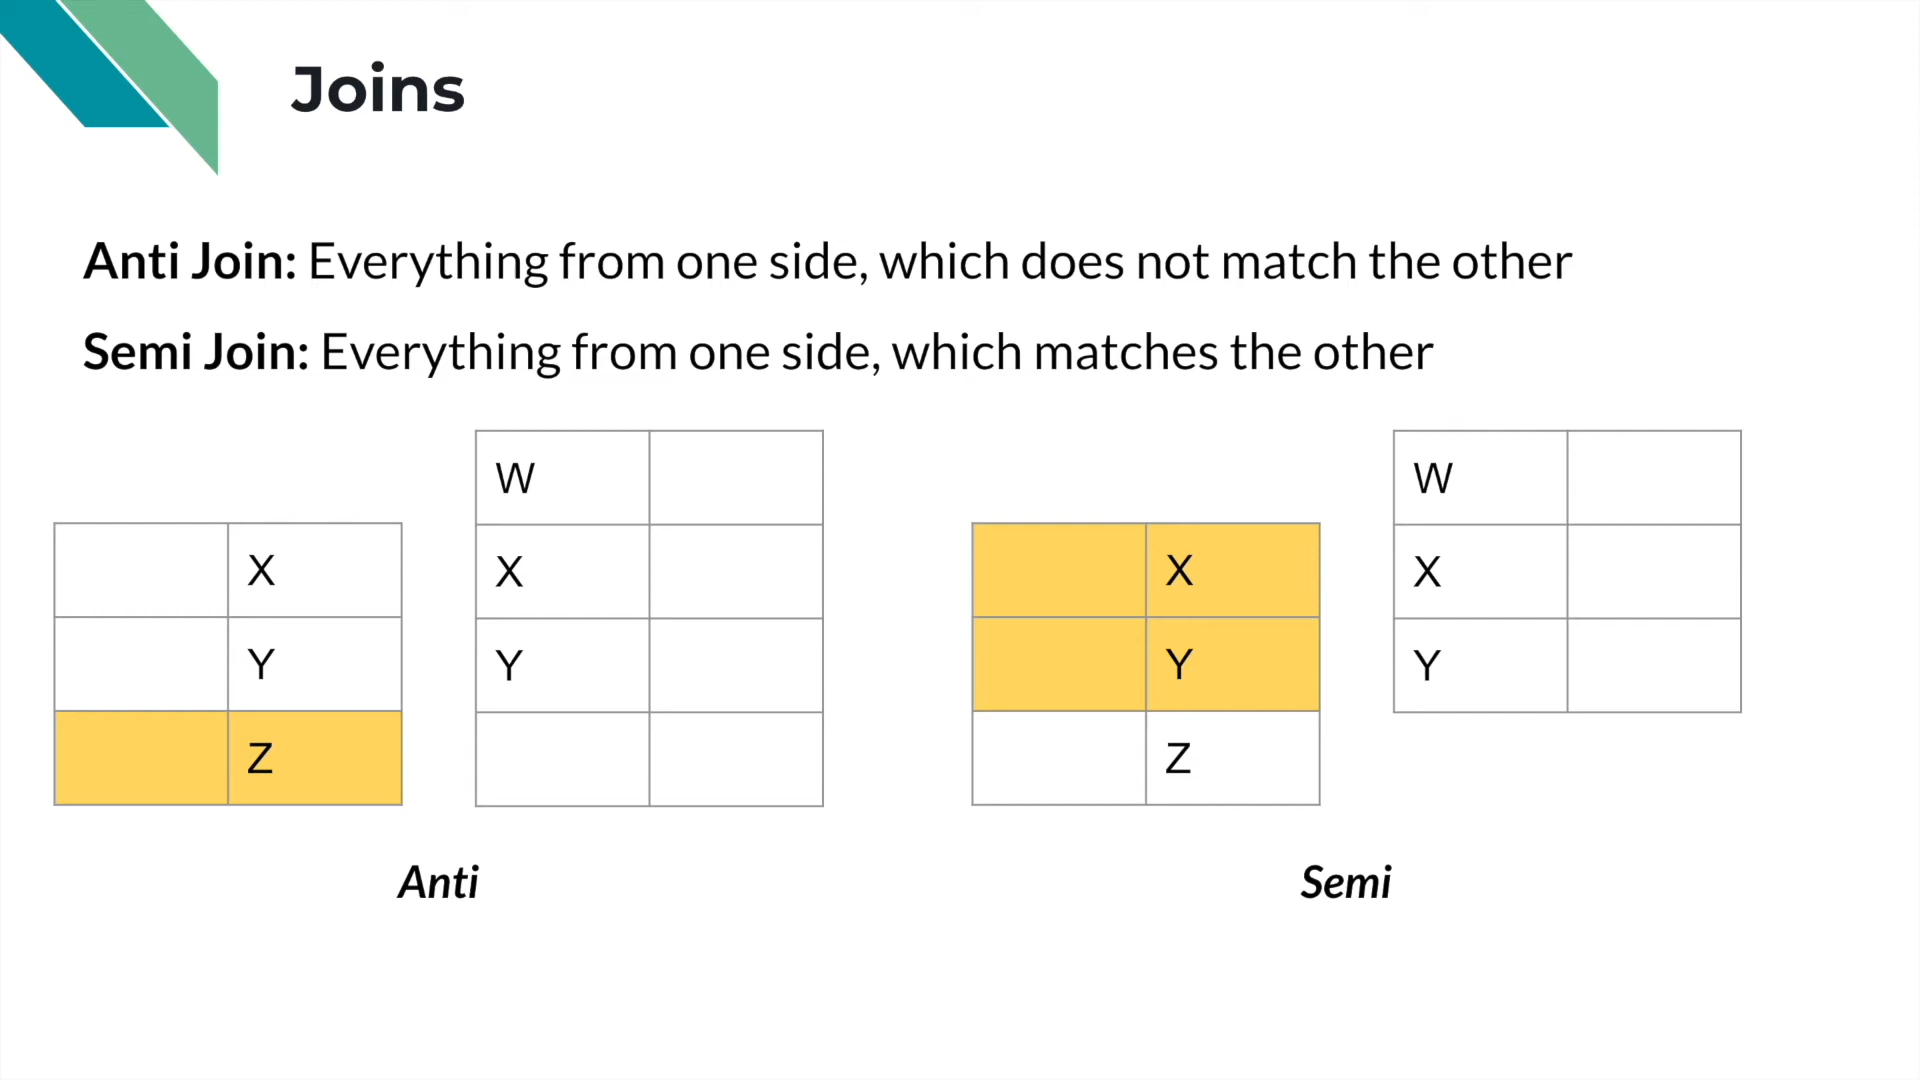 Joins
Anti Join: Everything from one side, which does not match the other
Semi Join: Everything from one side, which matches the other
X
Y
Z
W
X
Y
Anti
X
Y
Z
W
X
Y
Semi